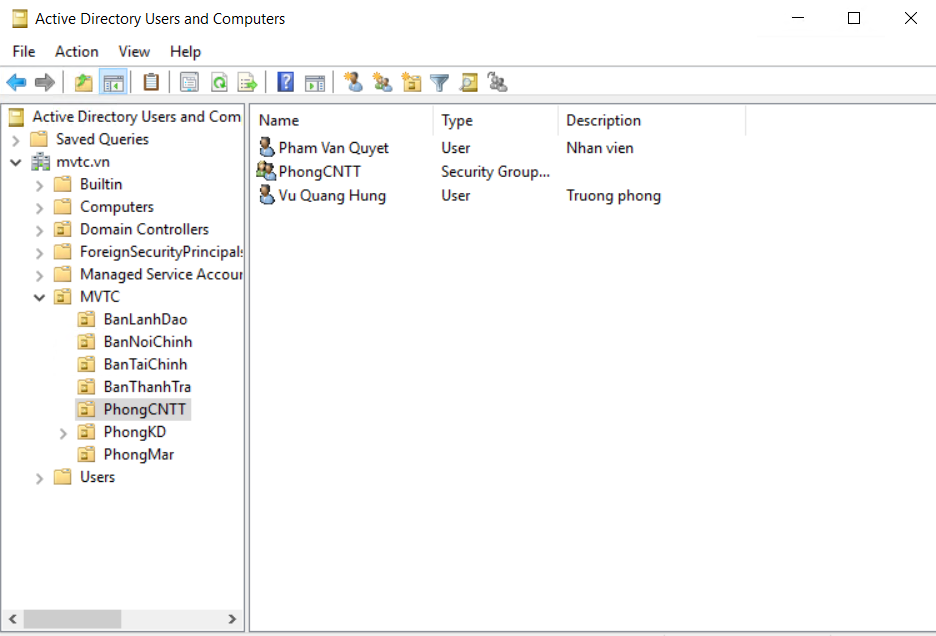 Active Directory Users and Computers
File Action View Help
Active Directory Users and Com
Saved Queries
mvtc.vn
Builtin
Computers
Domain Controllers
ForeignSecurityPrincipals
Managed Service Accour
MVTC
BanLanhDao
BanNoiChinh
BanTaiChinh
BanThanhTra
PhongCNTT
PhongKD
PhongMar
Users
Name Type Description
Pham Van Quyet User Nhan vien
PhongCNTT Security Group...
Vu Quang Hung User Truong phong